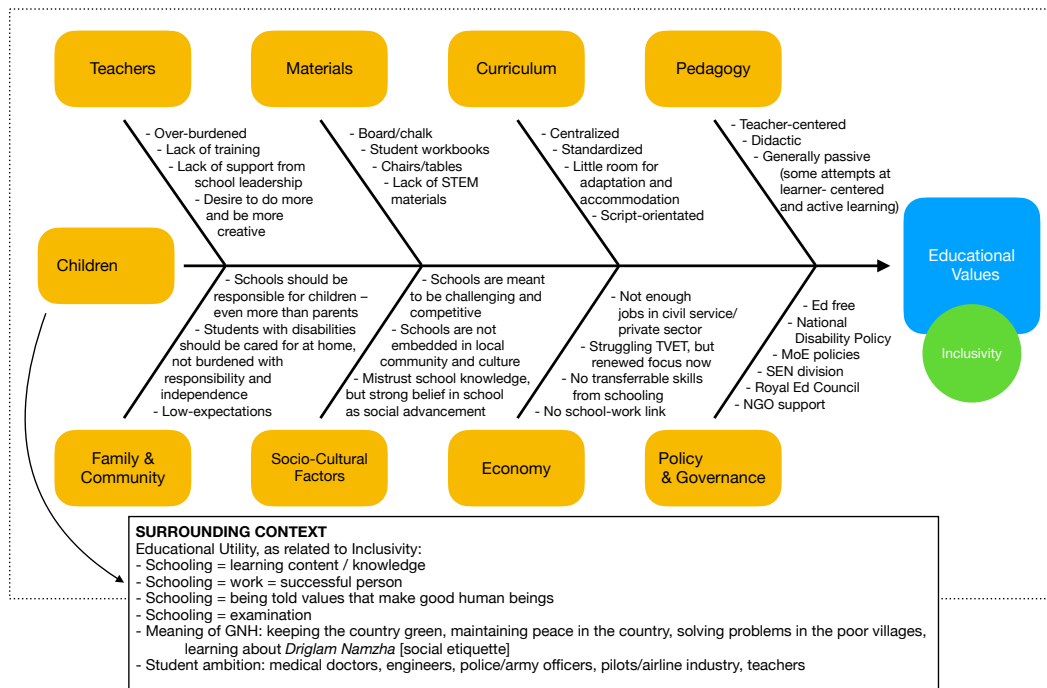 Teachers
Materials
Curriculum
Pedagogy
- Over-burdened
- Lack of training
- Lack of support from
school leadership
- Desire to do more
and be more
creative
- Board/chalk
- Student workbooks
- Chairs/tables
- Lack of STEM
materials
- Centralized
- Standardized
- Little room for
adaptation and
accommodation
- Script-orientated
- Teacher-centered
- Didactic
- Generally passive
(some attempts at
learner- centered
and active learning)
Children
Educational
Values
Inclusivity
- Schools should be
responsible for children –
even more than parents
- Students with disabilities
should be cared for at home,
not burdened with
responsibility and
independence
- Low-expectations
- Schools are meant
to be challenging and
competitive
- Schools are not
embedded in local
community and culture
- Mistrust school knowledge,
but strong belief in school
as social advancement
- Not enough
jobs in civil service/
private sector
- Struggling TVET, but
renewed focus now
- No transferrable skills
from schooling
- No school-work link
- Ed free
- National
Disability Policy
- MoE policies
- SEN division
- Royal Ed Council
- NGO support
Family &
Community
Socio-Cultural
Factors
Economy
Policy
& Governance
SURROUNDING CONTEXT
Educational Utility, as related to Inclusivity:
- Schooling = learning content / knowledge
- Schooling = work = successful person
- Schooling = being told values that make good human beings
- Schooling = examination
- Meaning of GNH: keeping the country green, maintaining peace in the country, solving problems in the poor villages,
learning about Driglam Namzha [social etiquette]
- Student ambition: medical doctors, engineers, police/army officers, pilots/airline industry, teachers